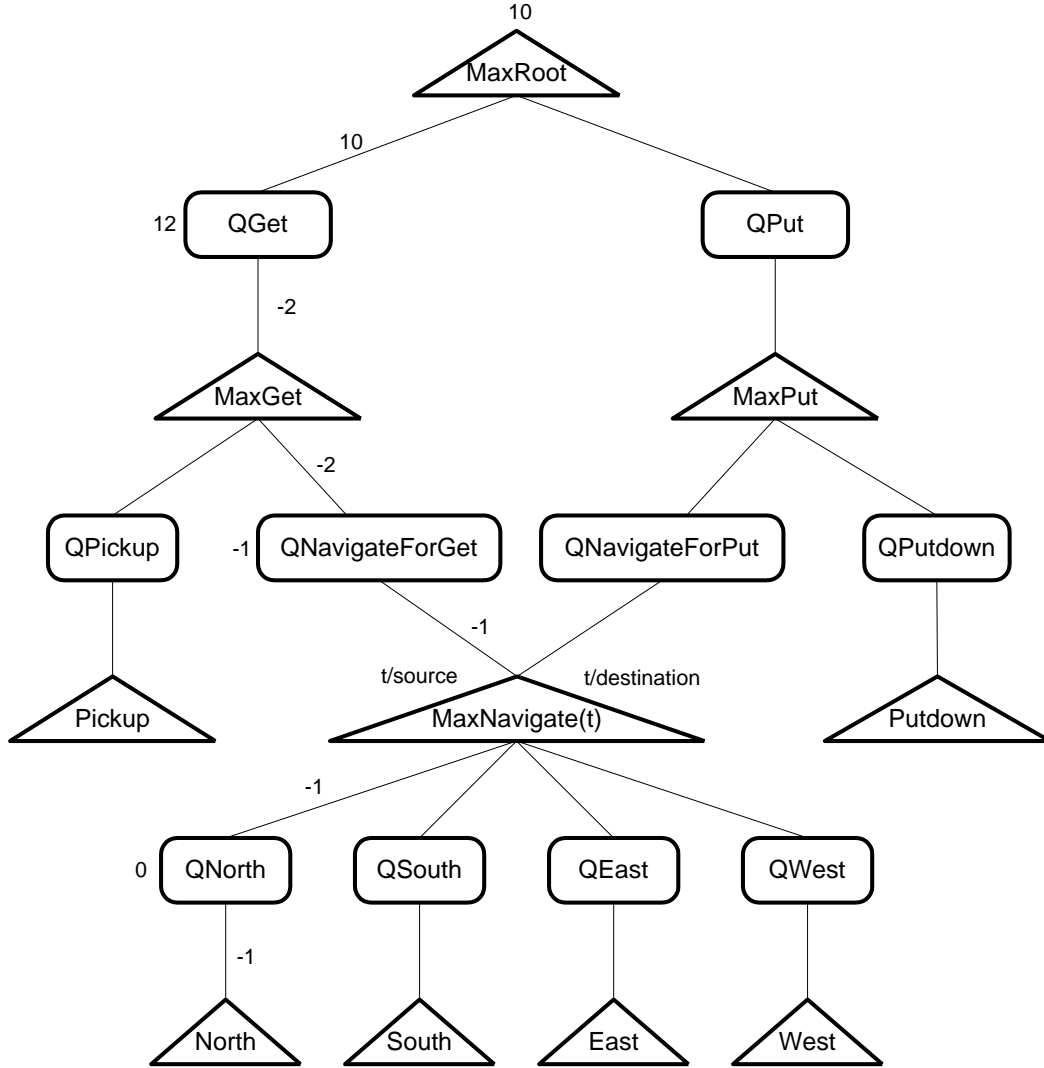 10
MaxRoot
10
12
QGet
QPut
-2
MaxGet
MaxPut
-2
QPickup
-1
QNavigateForGet
QNavigateForPut
QPutdown
-1
t/source
t/destination
Pickup
MaxNavigate(t)
Putdown
-1
0
QNorth
QSouth
QEast
QWest
-1
North
South
East
West